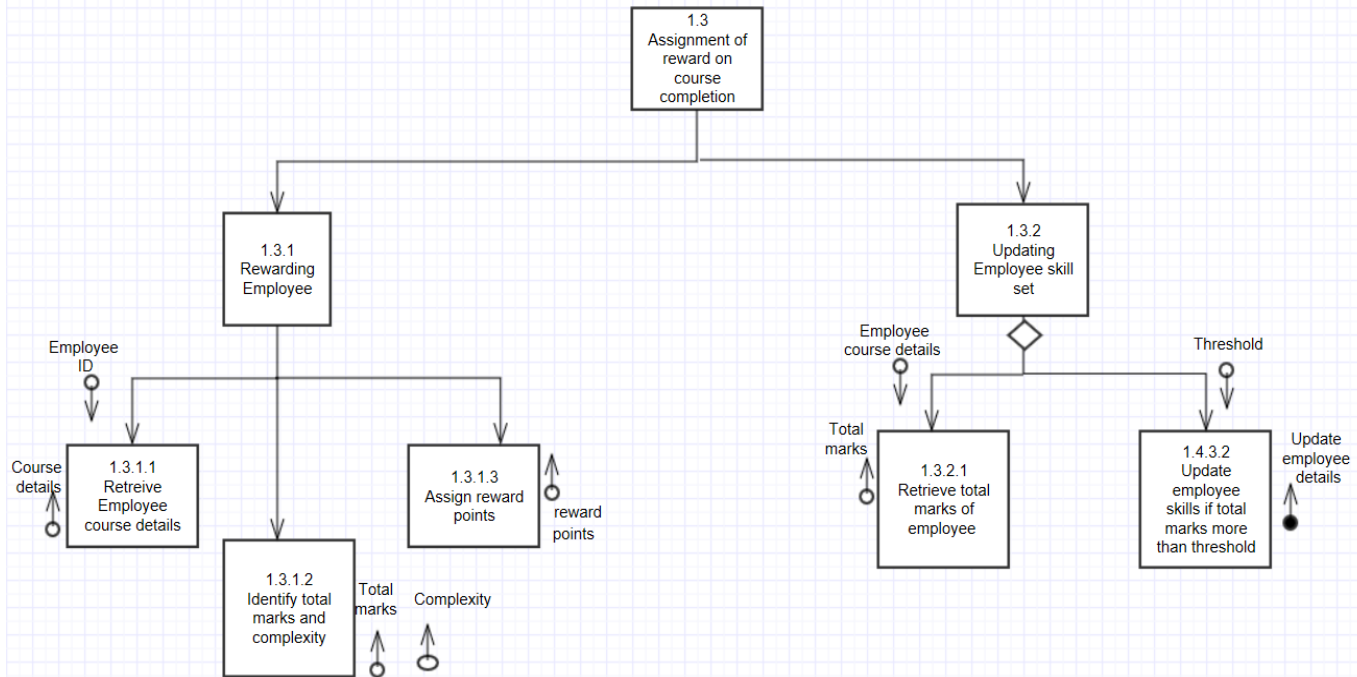 1.3
Assignment of
reward on
course
completion
1.3.1
Rewarding
Employee
1.3.2
Updating
Employee skill
set
Employee
ID
Employee
course details
Threshold
Course
details
1.3.1.1
Retreive
Employee
course details
1.3.1.3
Assign reward
points
reward
points
Total
marks
1.3.2.1
Retrieve total
marks of
employee
1.4.3.2
Update
employee
skills if total
marks more
than threshold
Update
employee
details
1.3.1.2
Identify total
marks and
complexity
Total
marks
Complexity